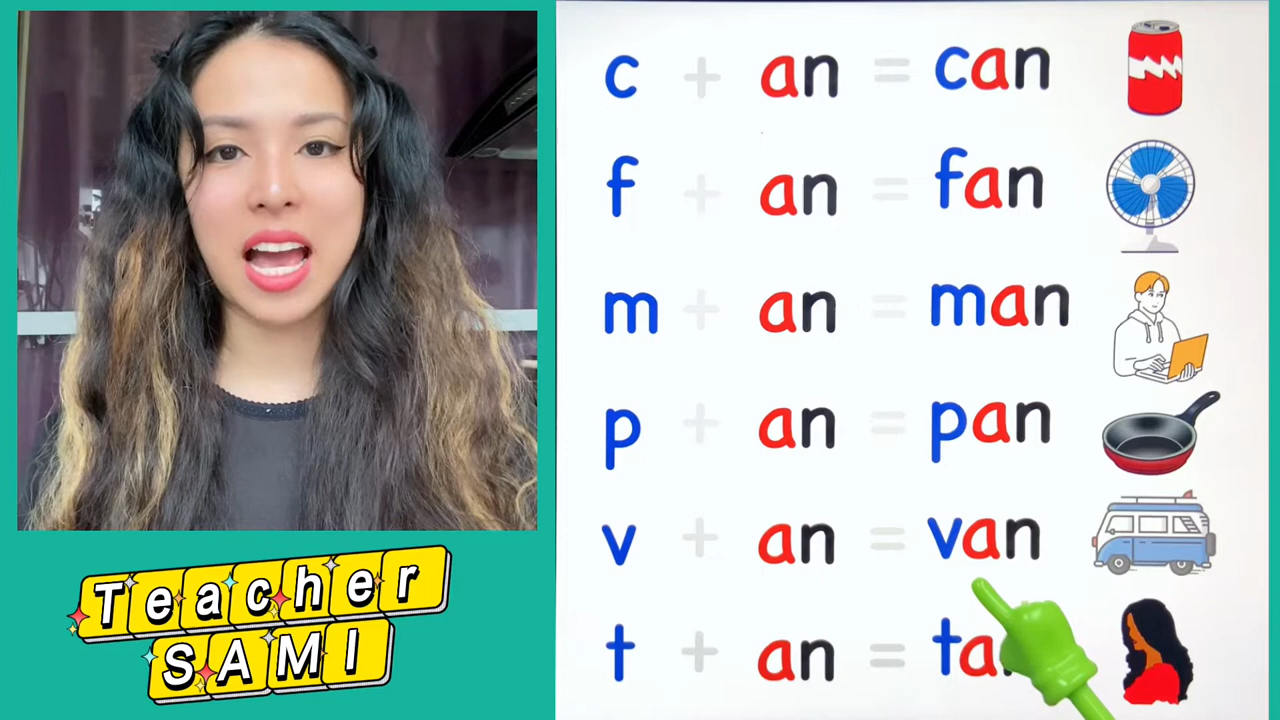 Teacher
SAMI
c + an = can
f + an = fan
m + an = man
p + an = pan
v + an = van
t + an = ta